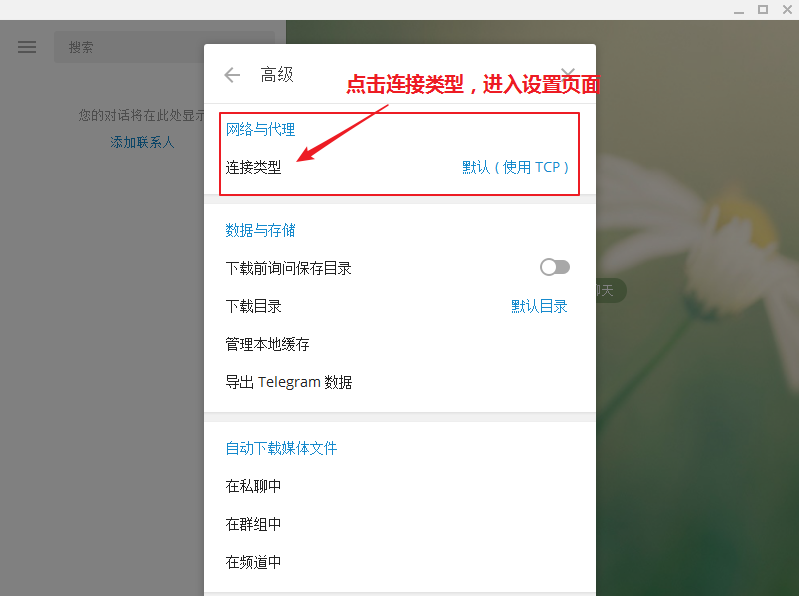 搜索
您的对话将在此处显示
添加联系人
高级
点击连接类型，进入设置页面
网络与代理
连接类型
默认 ( 使用 TCP )
数据与存储
下载前询问保存目录
下载目录
默认目录
管理本地缓存
导出 Telegram 数据
自动下载媒体文件
在私聊中
在群组中
在频道中
聊天